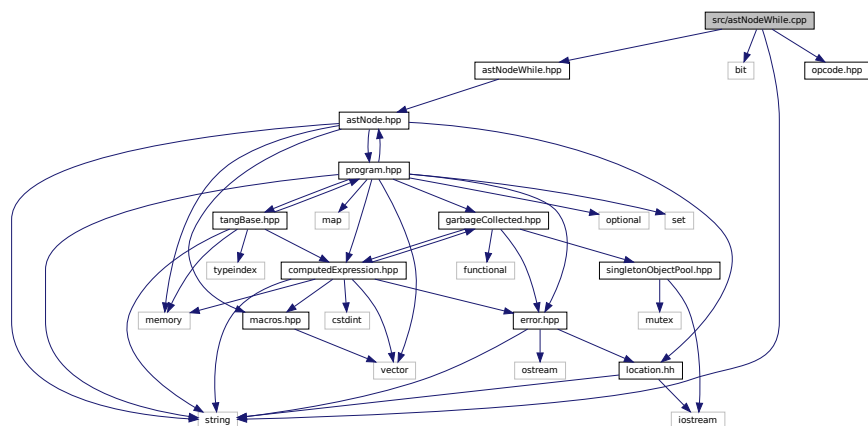 src/astNodeWhile.cpp
astNodeWhile.hpp
bit
opcode.hpp
astNode.hpp
program.hpp
tangBase.hpp
map
garbageCollected.hpp
optional
set
typeindex
computedExpression.hpp
functional
singletonObjectPool.hpp
memory
macros.hpp
cstdint
error.hpp
mutex
vector
ostream
location.hh
string
iostream